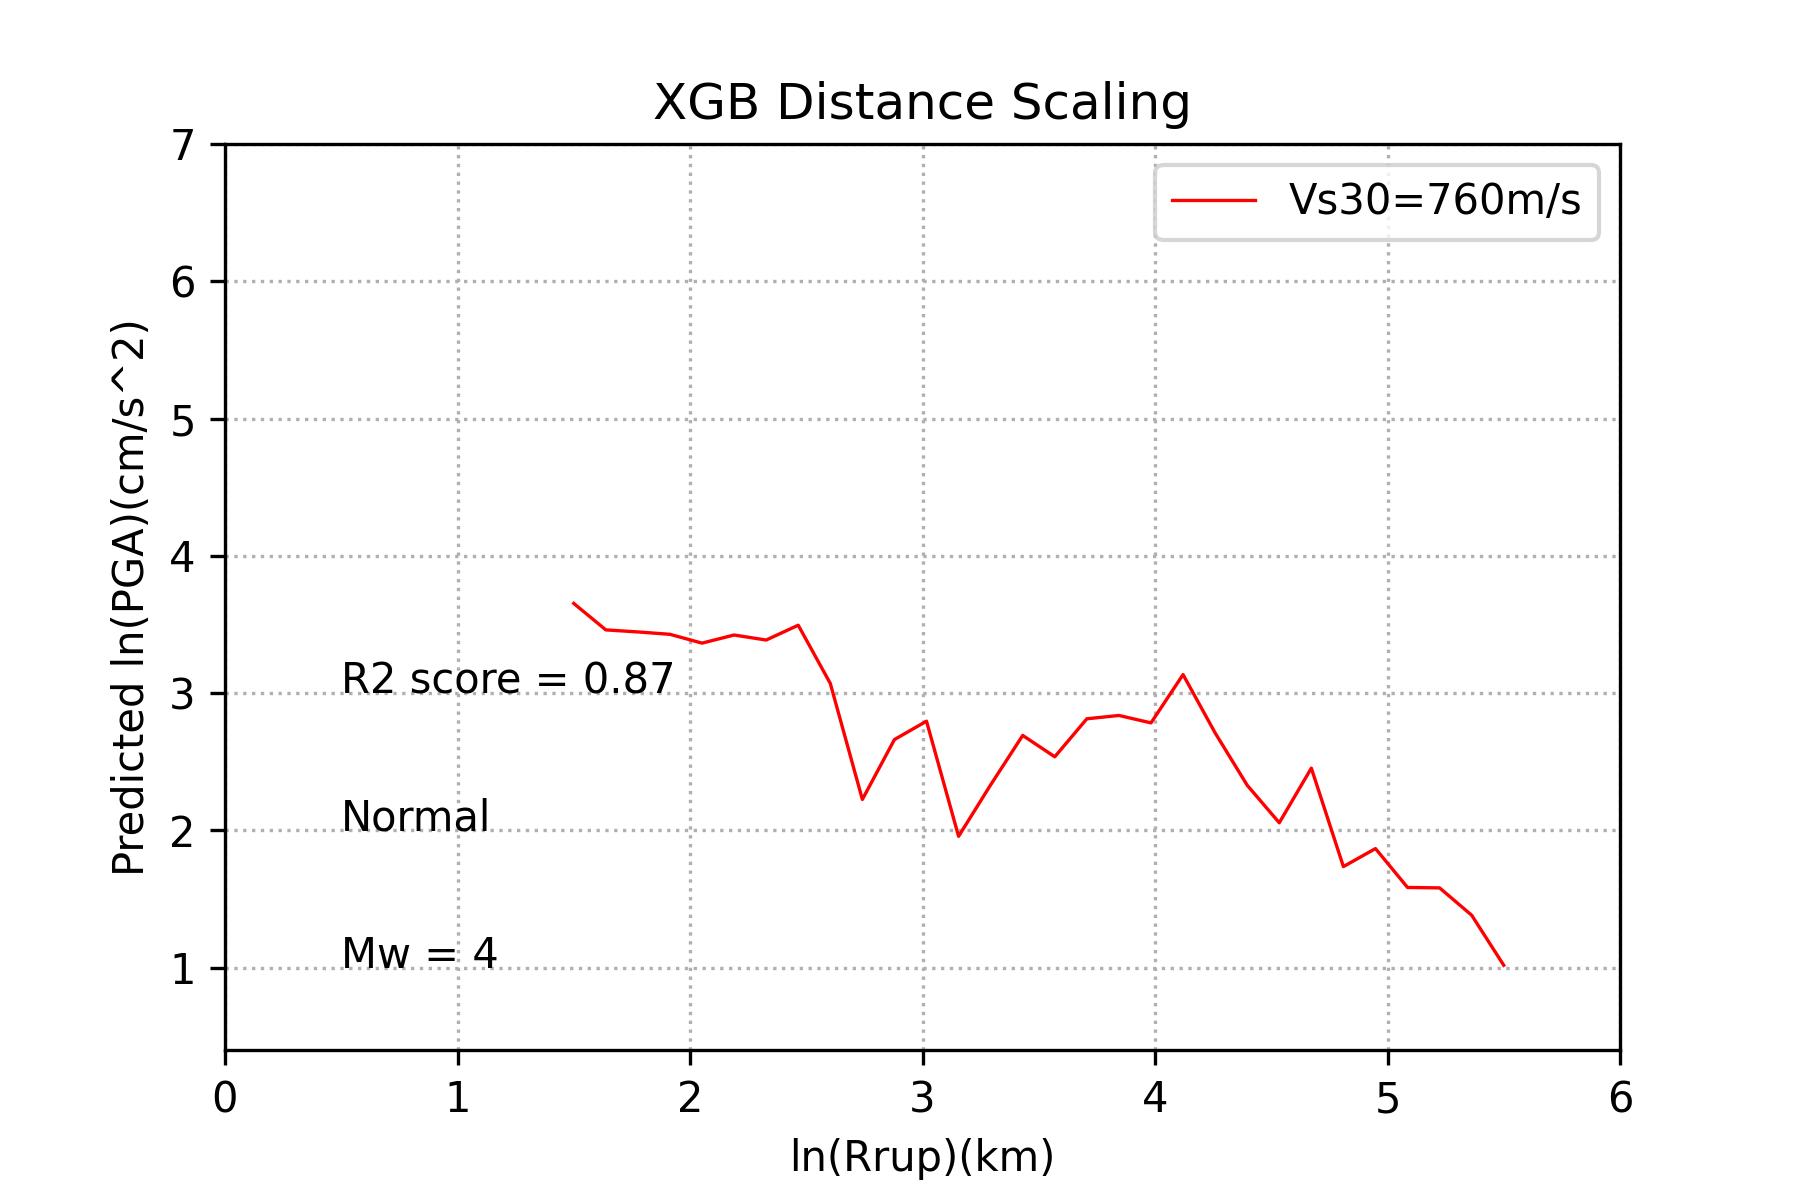 XGB Distance Scaling
7
6
5
4
3
2
1
Predicted ln(PGA)(cm/s^2)
Vs30=760m/s
R2 score = 0.87
Normal
Mw = 4
0 1 2 3 4 5 6
ln(Rrup)(km)